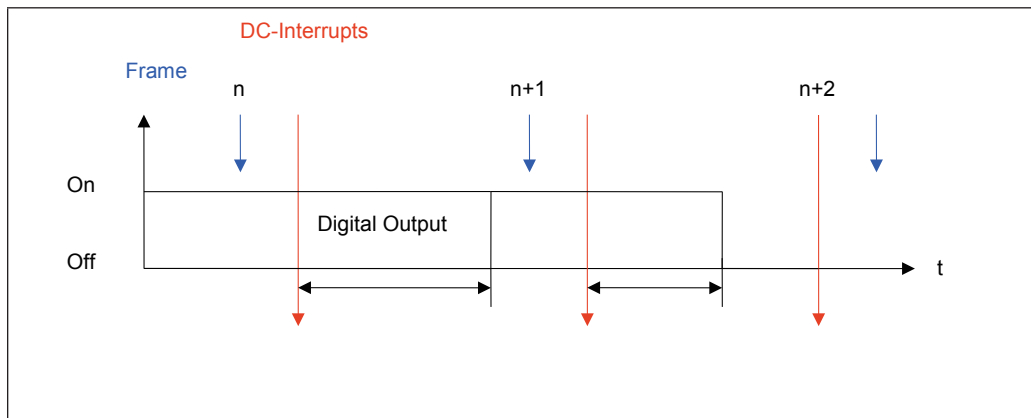 DC-Interrupts
Frame
n
n+1
n+2
On
Digital Output
Off
t